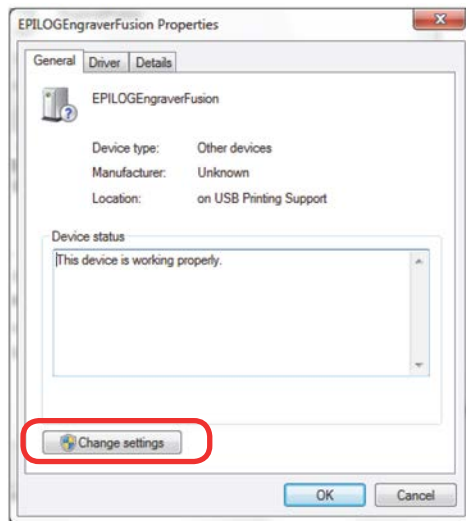 EPILOGEngraverFusion Properties
General Driver Details
EPILOGEngraverFusion
Device type: Other devices
Manufacturer: Unknown
Location: on USB Printing Support
Device status
This device is working properly.
Change settings
OK Cancel